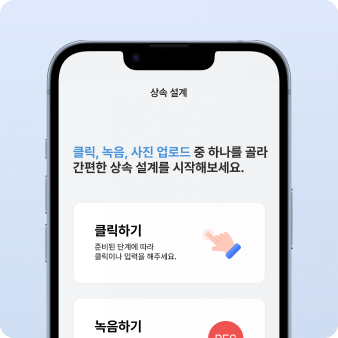 상속 설계
클릭, 녹음, 사진 업로드 중 하나를 골라
간편한 상속 설계를 시작해보세요.
클릭하기
준비된 단계에 따라
클릭이나 입력을 해주세요.
녹음하기
REC